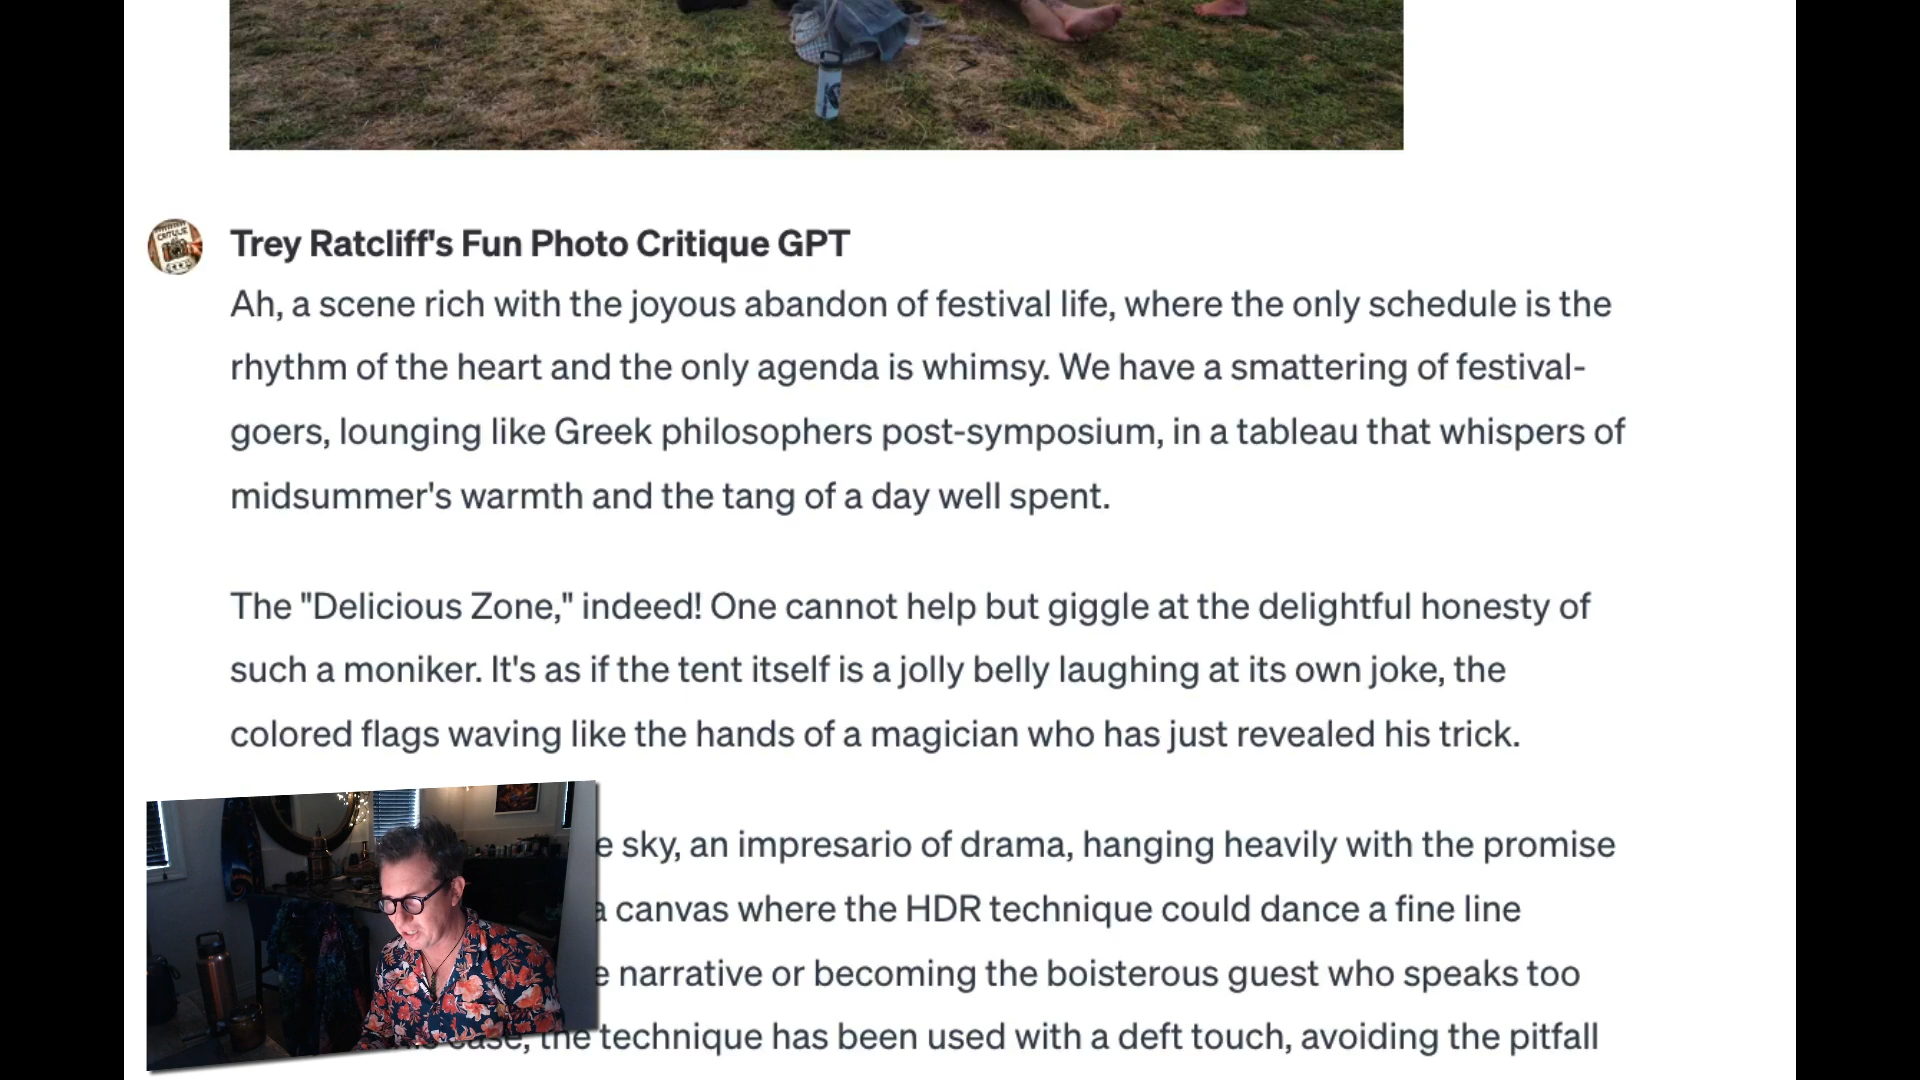 Trey Ratcliff's Fun Photo Critique GPT
Ah, a scene rich with the joyous abandon of festival life, where the only schedule is the
rhythm of the heart and the only agenda is whimsy. We have a smattering of festival-
goers, lounging like Greek philosophers post-symposium, in a tableau that whispers of
midsummer's warmth and the tang of a day well spent.
The "Delicious Zone," indeed! One cannot help but giggle at the delightful honesty of
such a moniker. It's as if the tent itself is a jolly belly laughing at its own joke, the
colored flags waving like the hands of a magician who has just revealed his trick.
sky, an impresario of drama, hanging heavily with the promise
a canvas where the HDR technique could dance a fine line
narrative or becoming the boisterous guest who speaks too
case, the technique has been used with a deft touch, avoiding the pitfall